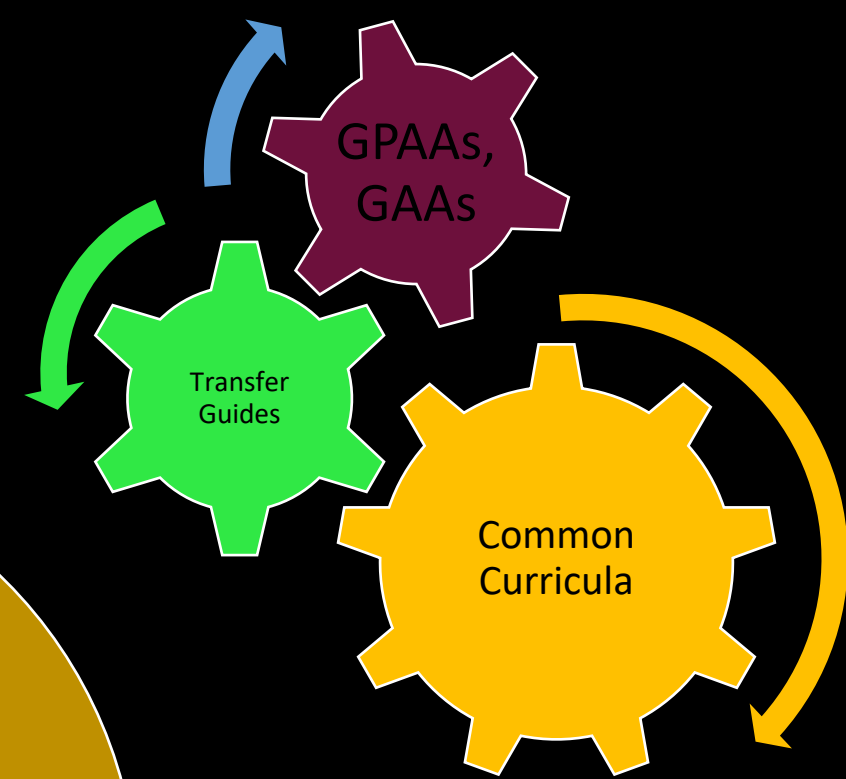 GPAAs,
GAAs
Transfer
Guides
Common
Curricula